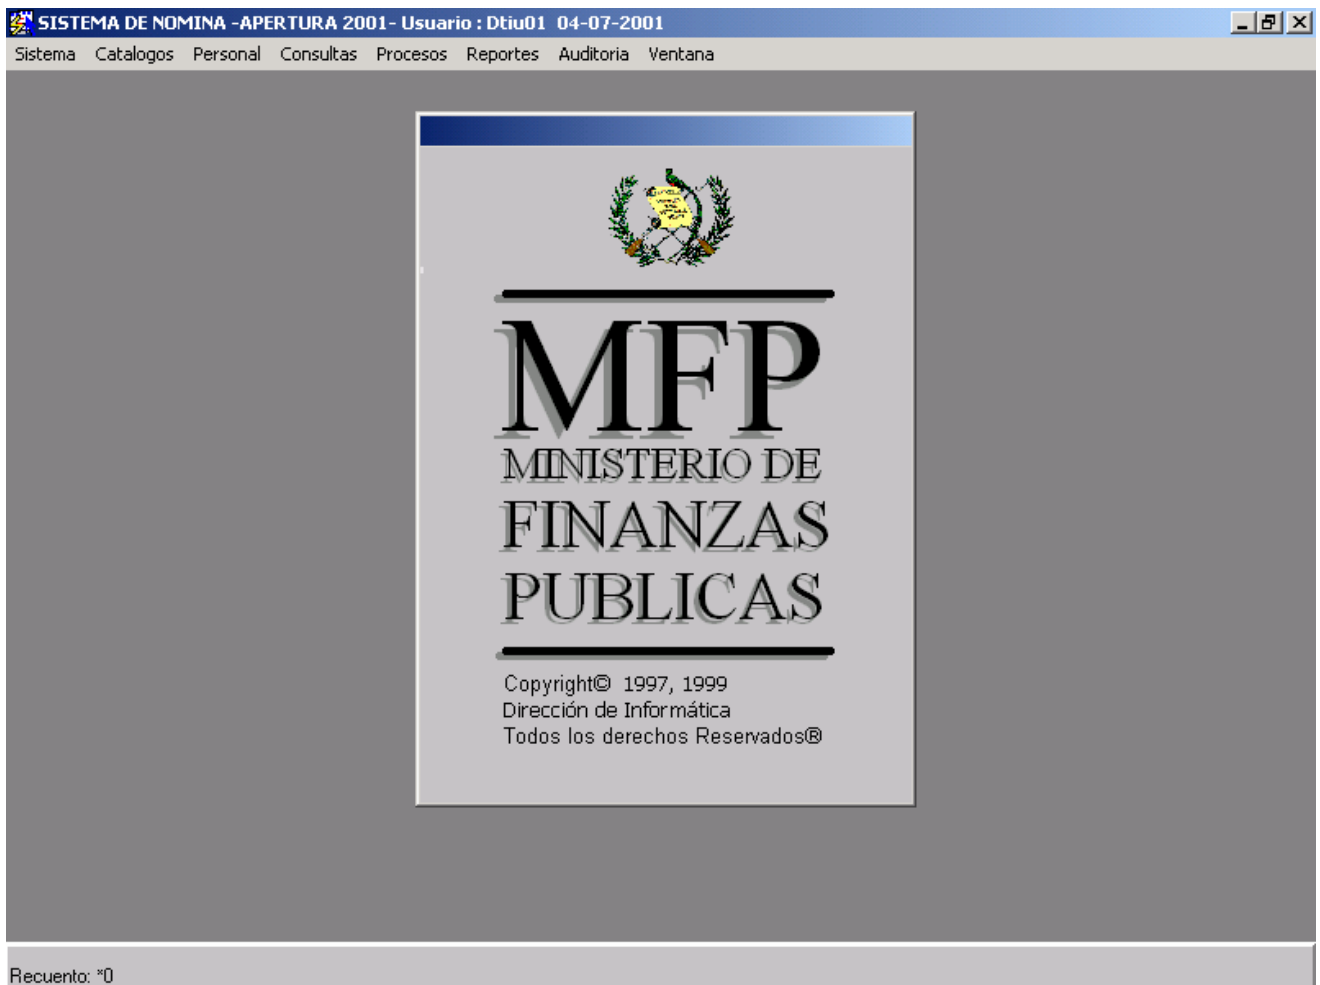 SISTEMA DE NOMINA -APERTURA 2001- Usuario : Dtiu01 04-07-2001
Sistema Catalogos Personal Consultas Procesos Reportes Auditoria Ventana
MFP
MINISTERIO DE
FINANZAS
PUBLICAS
Copyright© 1997, 1999
Dirección de Informática
Todos los derechos Reservados®
Recuento: *0